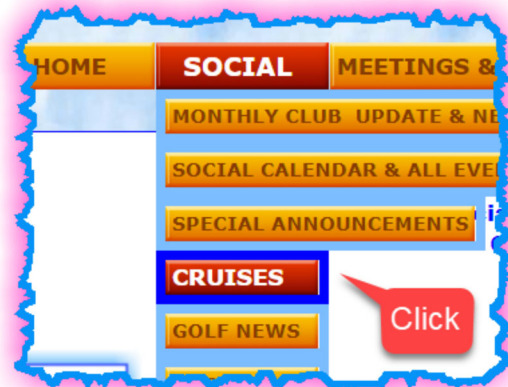 HOME SOCIAL MEETINGS &
MONTHLY CLUB UPDATE & NE
SOCIAL CALENDAR & ALL EVE
SPECIAL ANNOUNCEMENTS
CRUISES
Click
GOLF NEWS